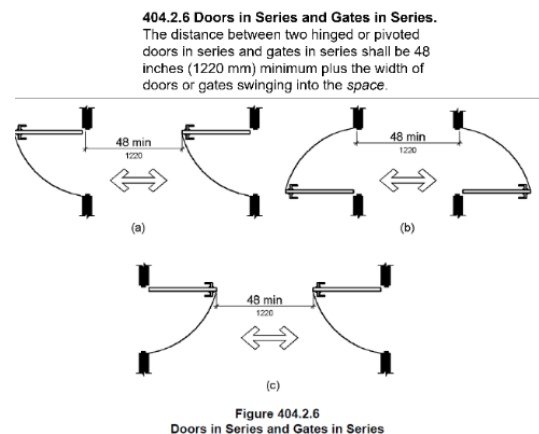 404.2.6 Doors in Series and Gates in Series.
The distance between two hinged or pivoted
doors in series and gates in series shall be 48
inches (1220 mm) minimum plus the width of
doors or gates swinging into the space.
48 min
1220
48 min
1220
(a)
(b)
48 min
1220
(c)
Figure 404.2.6
Doors in Series and Gates in Series